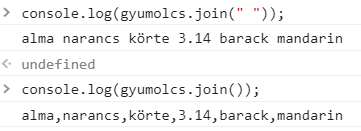 > console.log(gyumolcs.join(" "));
alma narancs körte 3.14 barack mandarin
<· undefined
> console.log(gyumolcs.join());
alma,narancs,körte,3.14,barack,mandarin